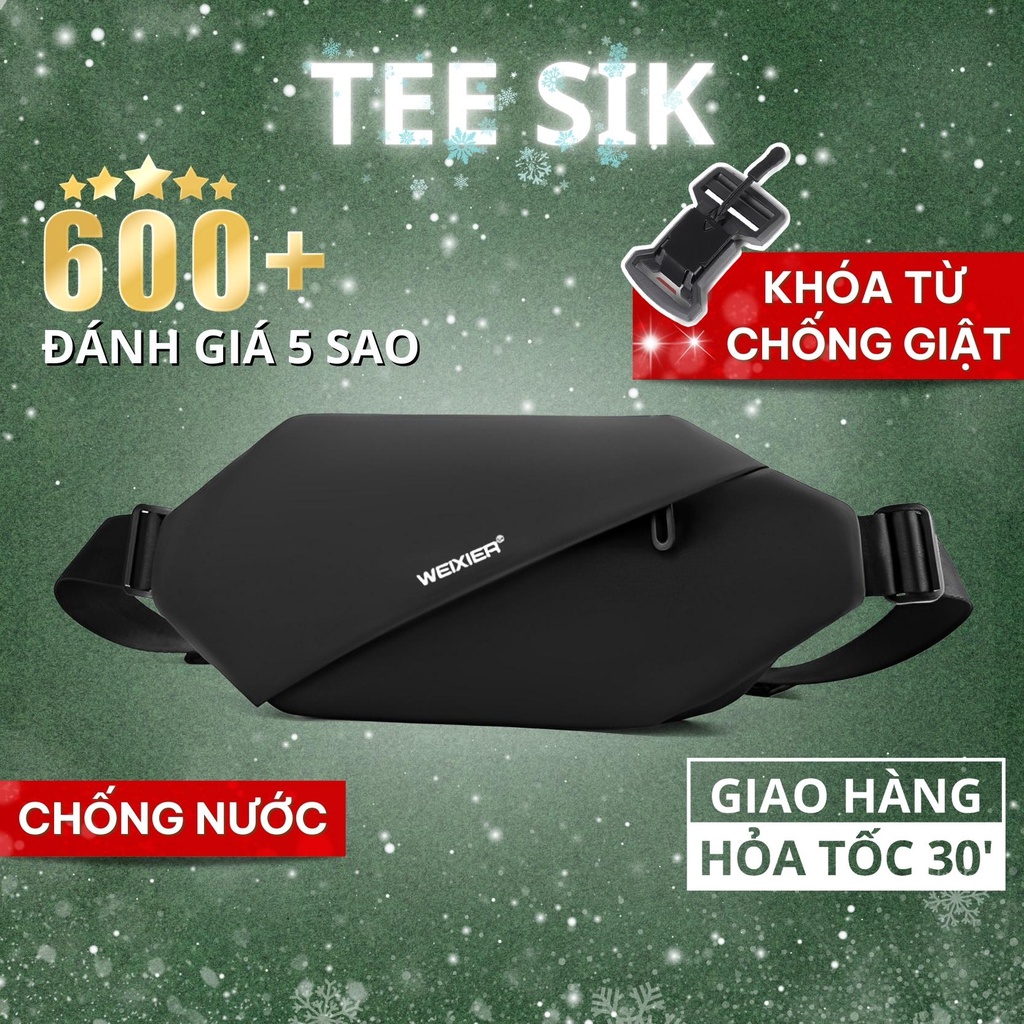 TEE SIK
600+
ĐÁNH GIÁ 5 SAO
KHÓA TỪ
CHỐNG GIẬT
WEIXIER
CHỐNG NƯỚC
GIAO HÀNG
HỎA TỐC 30'